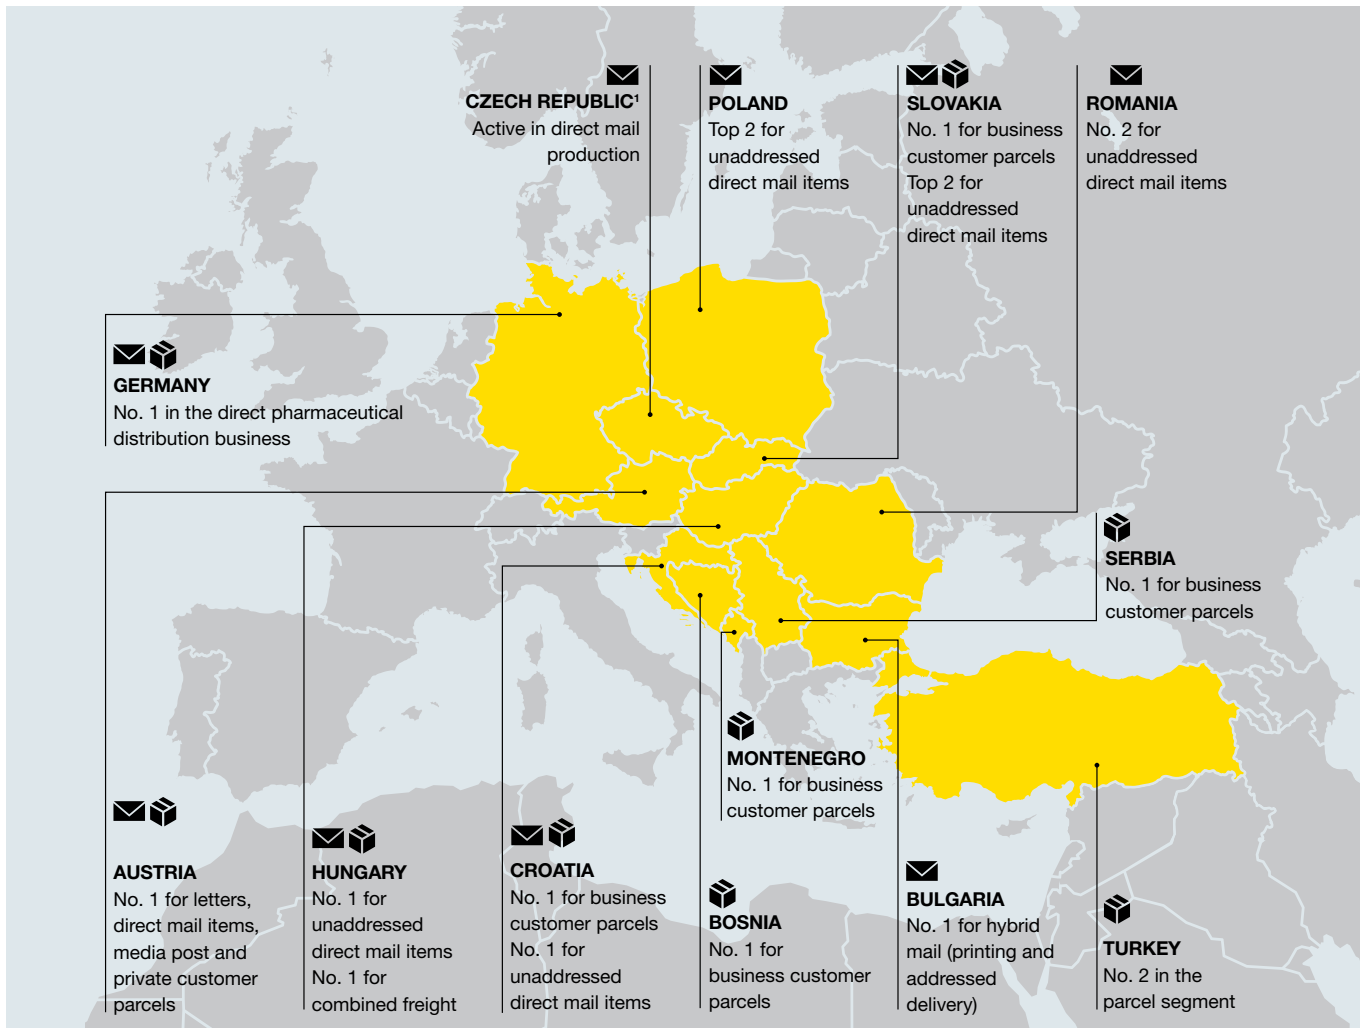 CZECH REPUBLIC¹
Active in direct mail
production
POLAND
Top 2 for
unaddressed
direct mail items
SLOVAKIA
No. 1 for business
customer parcels
Top 2 for
unaddressed
direct mail items
ROMANIA
No. 2 for
unaddressed
direct mail items
GERMANY
No. 1 in the direct pharmaceutical
distribution business
SERBIA
No. 1 for business
customer parcels
MONTENEGRO
No. 1 for business
customer parcels
AUSTRIA
No. 1 for letters,
direct mail items,
media post and
private customer
parcels
HUNGARY
No. 1 for
unaddressed
direct mail items
No. 1 for
combined freight
CROATIA
No. 1 for business
customer parcels
No. 1 for
unaddressed
direct mail items
BOSNIA
No. 1 for
business customer
parcels
BULGARIA
No. 1 for hybrid
mail (printing and
addressed
delivery)
TURKEY
No. 2 in the
parcel segment